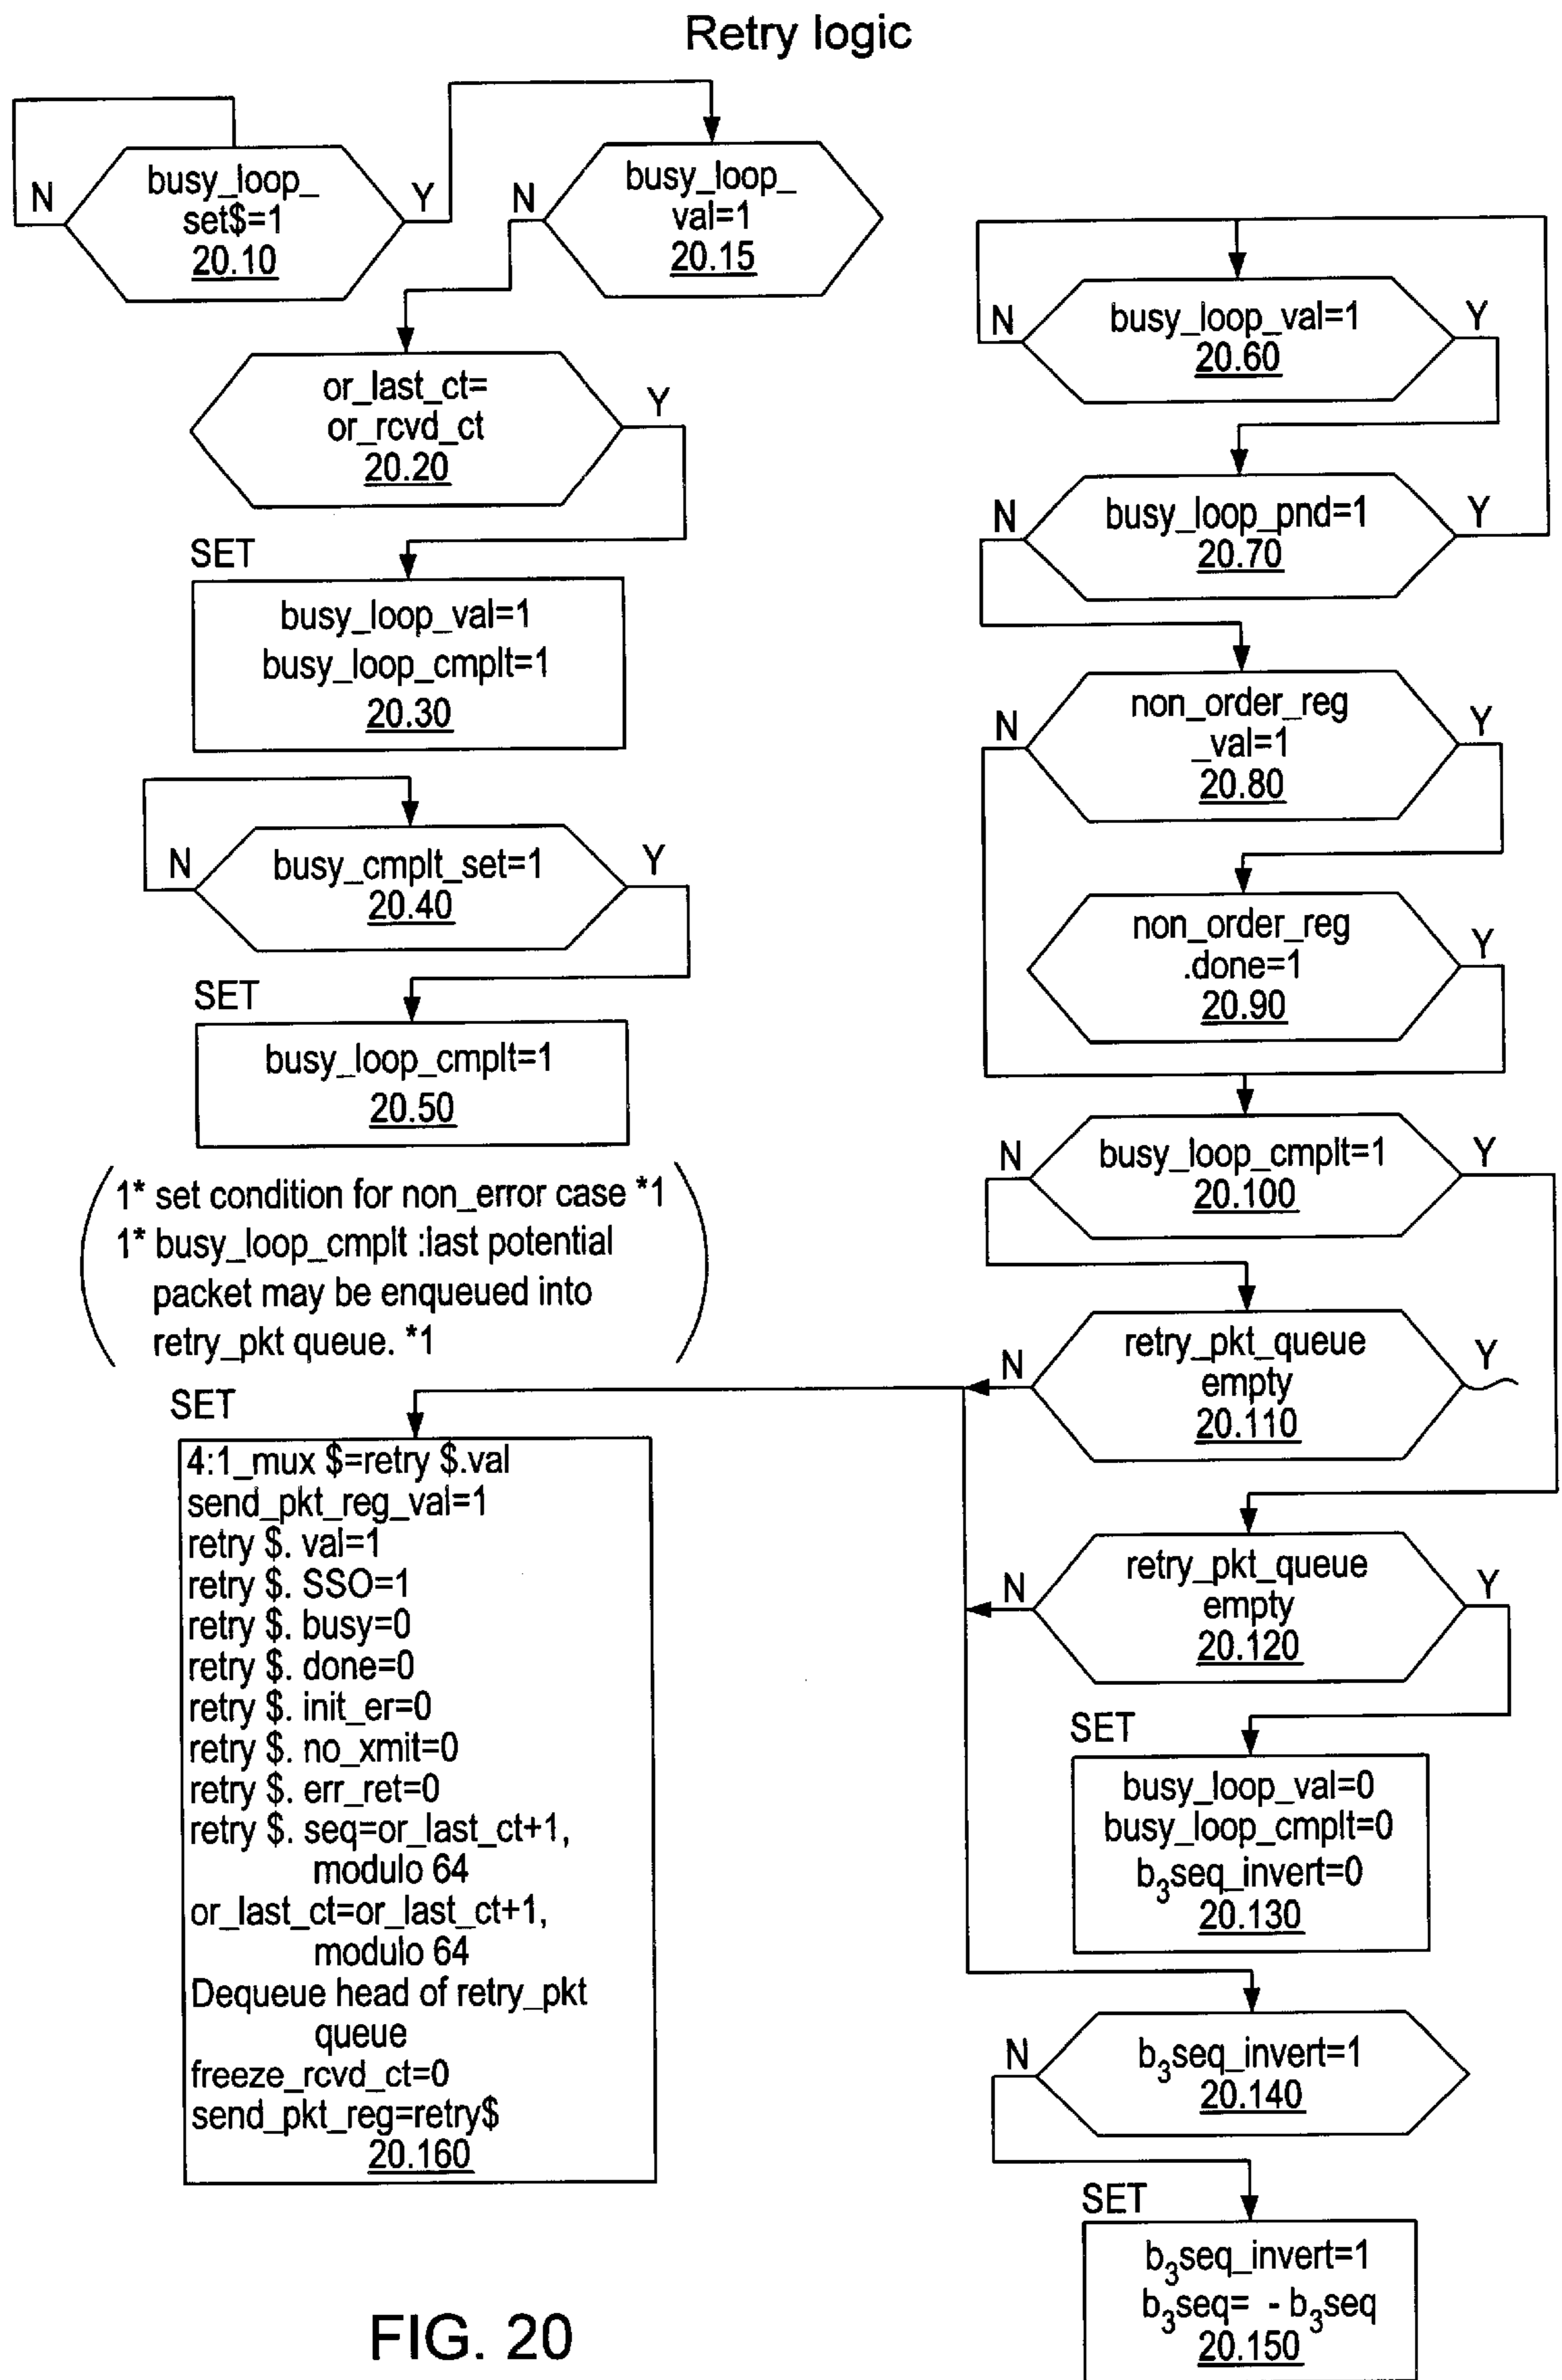 Retry logic
N
busy_loop_
set$=1
20.10
Y
N
busy_loop_
val=1
20.15
or_last_ct=
or_rcvd_ct
20.20
Y
SET
busy_loop_val=1
busy_loop_cmplt=1
20.30
N
busy_cmplt_set=1
20.40
Y
SET
busy_loop_cmplt=1
20.50
1* set condition for non_error case *1
1* busy_loop_cmplt :last potential
packet may be enqueued into
retry_pkt queue. *1
SET
4:1_mux $=retry $.val
send_pkt_reg_val=1
retry $. val=1
retry $. SSO=1
retry $. busy=0
retry $. done=0
retry $. init_er=0
retry $. no_xmit=0
retry $. err_ret=0
retry $. seq=or_last_ct+1,
modulo 64
or_last_ct=or_last_ct+1,
modulo 64
Dequeue head of retry_pkt
queue
freeze_rcvd_ct=0
send_pkt_reg=retry$
20.160
N
busy_loop_val=1
20.60
Y
N
busy_loop_pnd=1
20.70
Y
N
non_order_reg
_val=1
20.80
Y
non_order_reg
.done=1
20.90
Y
N
busy_loop_cmplt=1
20.100
Y
N
retry_pkt_queue
empty
20.110
Y
N
retry_pkt_queue
empty
20.120
Y
SET
busy_loop_val=0
busy_loop_cmplt=0
b3seq_invert=0
20.130
N
b3seq_invert=1
20.140
SET
b3seq_invert=1
b3seq= - b3seq
20.150
FIG. 20